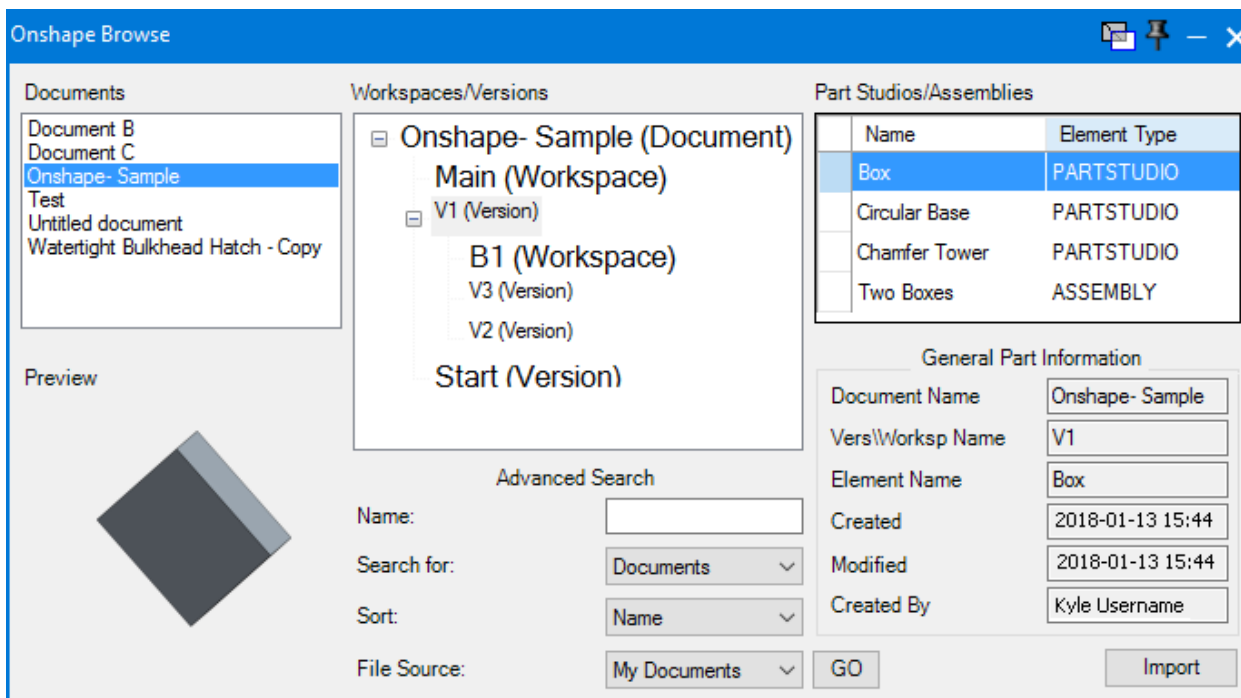 Onshape Browse
Documents
Document B
Document C
Onshape- Sample
Test
Untitled document
Watertight Bulkhead Hatch - Copy
Preview
Workspaces/Versions
Onshape- Sample (Document)
Main (Workspace)
V1 (Version)
B1 (Workspace)
V3 (Version)
V2 (Version)
Start (Version)
Advanced Search
Name:
Search for: Documents
Sort: Name
File Source: My Documents
GO
Part Studios/Assemblies
Name Element Type
Box PARTSTUDIO
Circular Base PARTSTUDIO
Chamfer Tower PARTSTUDIO
Two Boxes ASSEMBLY
General Part Information
Document Name Onshape- Sample
Vers\Worksp Name V1
Element Name Box
Created 2018-01-13 15:44
Modified 2018-01-13 15:44
Created By Kyle Username
Import